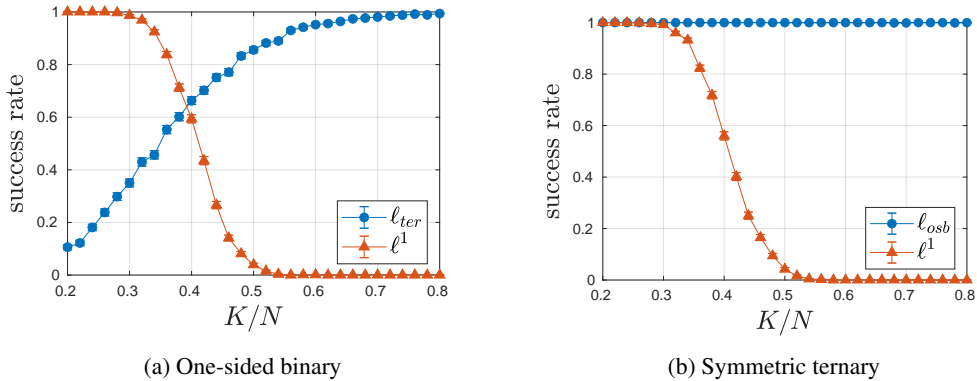 success rate
1
0.8
0.6
0.4
0.2
0
0.2 0.3 0.4 0.5 0.6 0.7 0.8
K/N
ℓ_ter
ℓ^1
(a) One-sided binary
success rate
1
0.8
0.6
0.4
0.2
0
0.2 0.3 0.4 0.5 0.6 0.7 0.8
K/N
ℓ_osb
ℓ^1
(b) Symmetric ternary